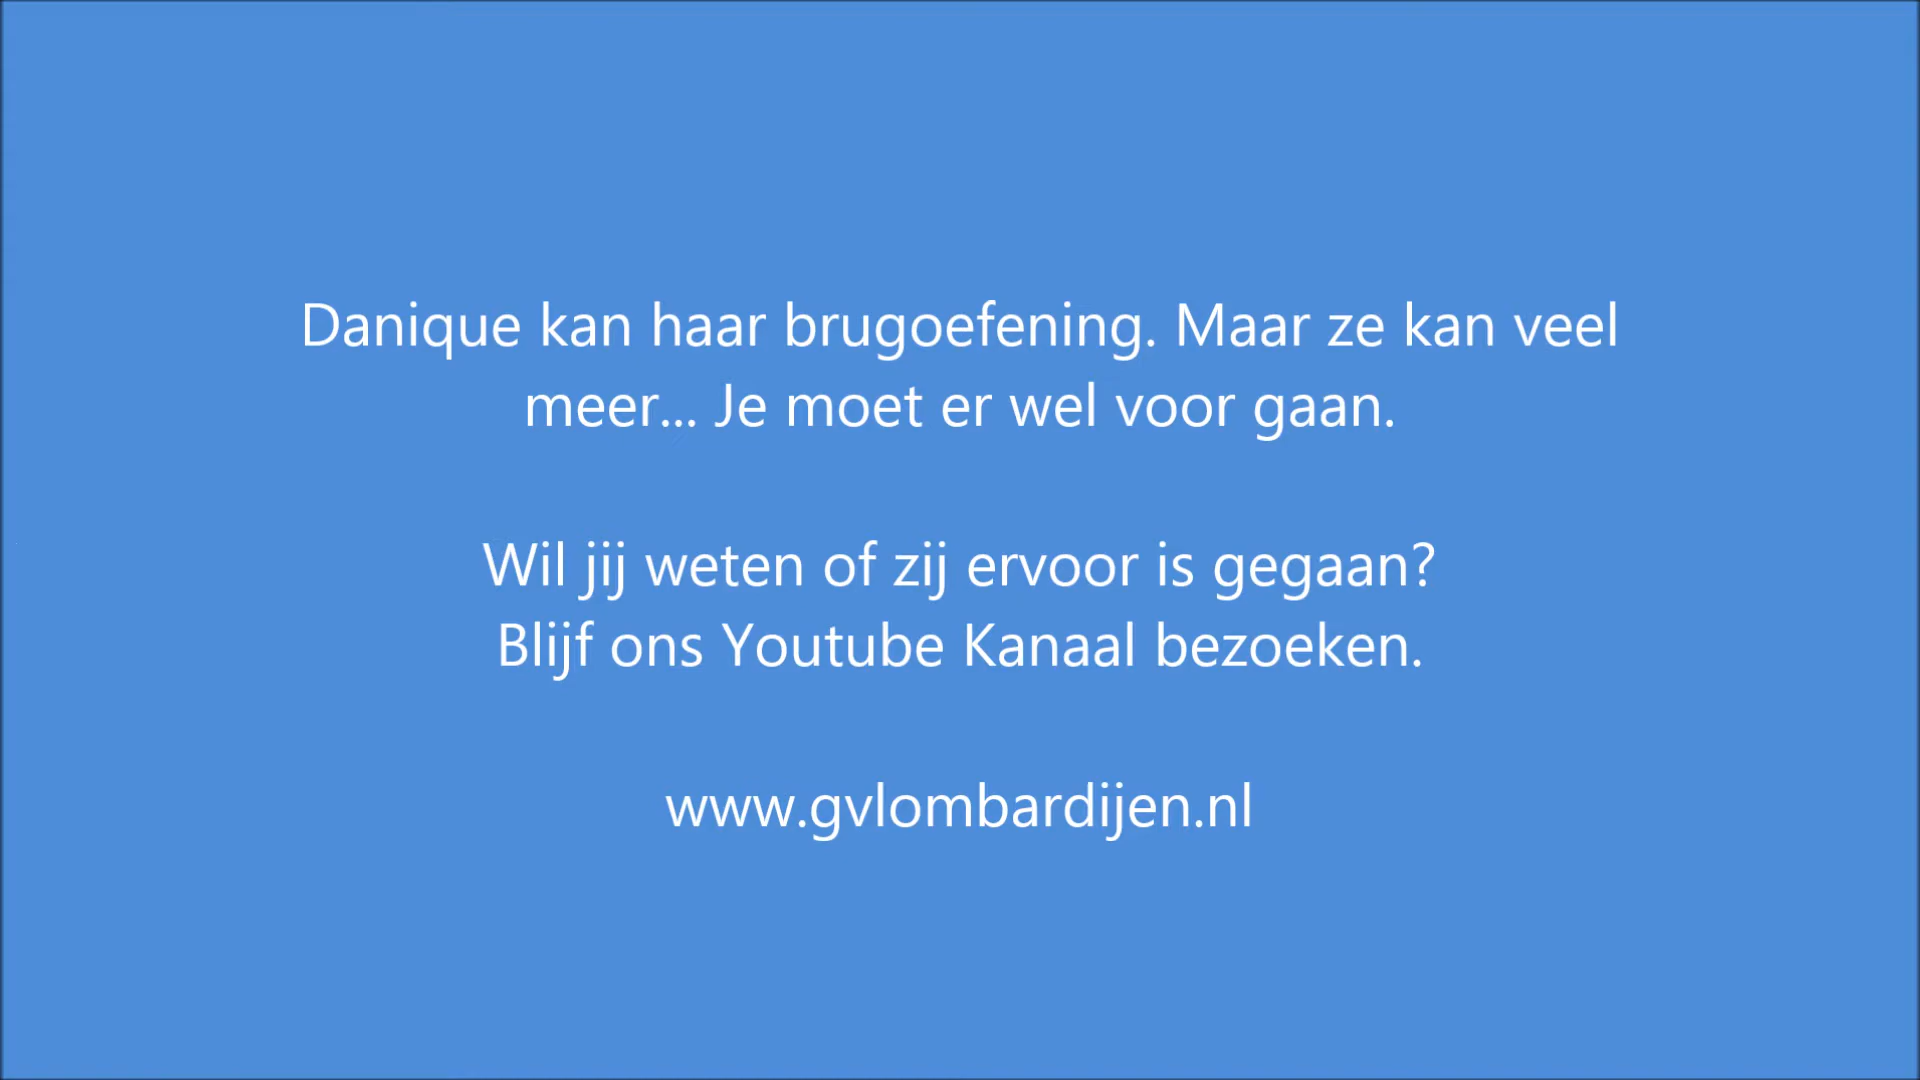 Danique kan haar brugoefening. Maar ze kan veel
meer... Je moet er wel voor gaan.
Wil jij weten of zij ervoor is gegaan?
Blijf ons Youtube Kanaal bezoeken.
www.gvlombardijen.nl